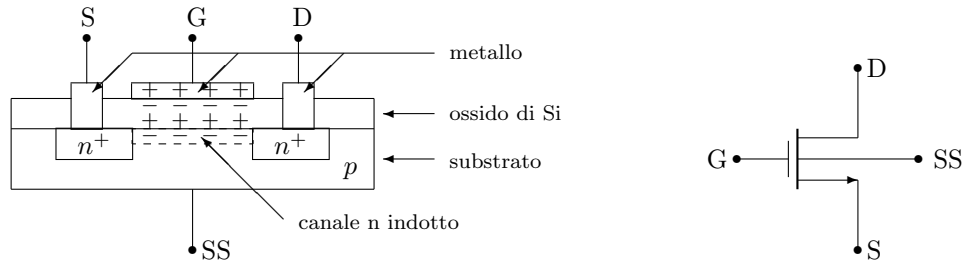 S
G
D
metallo
+ + + +
− − − −
+ + + +
− − − −
ossido di Si
n+
n+
substrato
p
canale n indotto
SS
D
G
SS
S